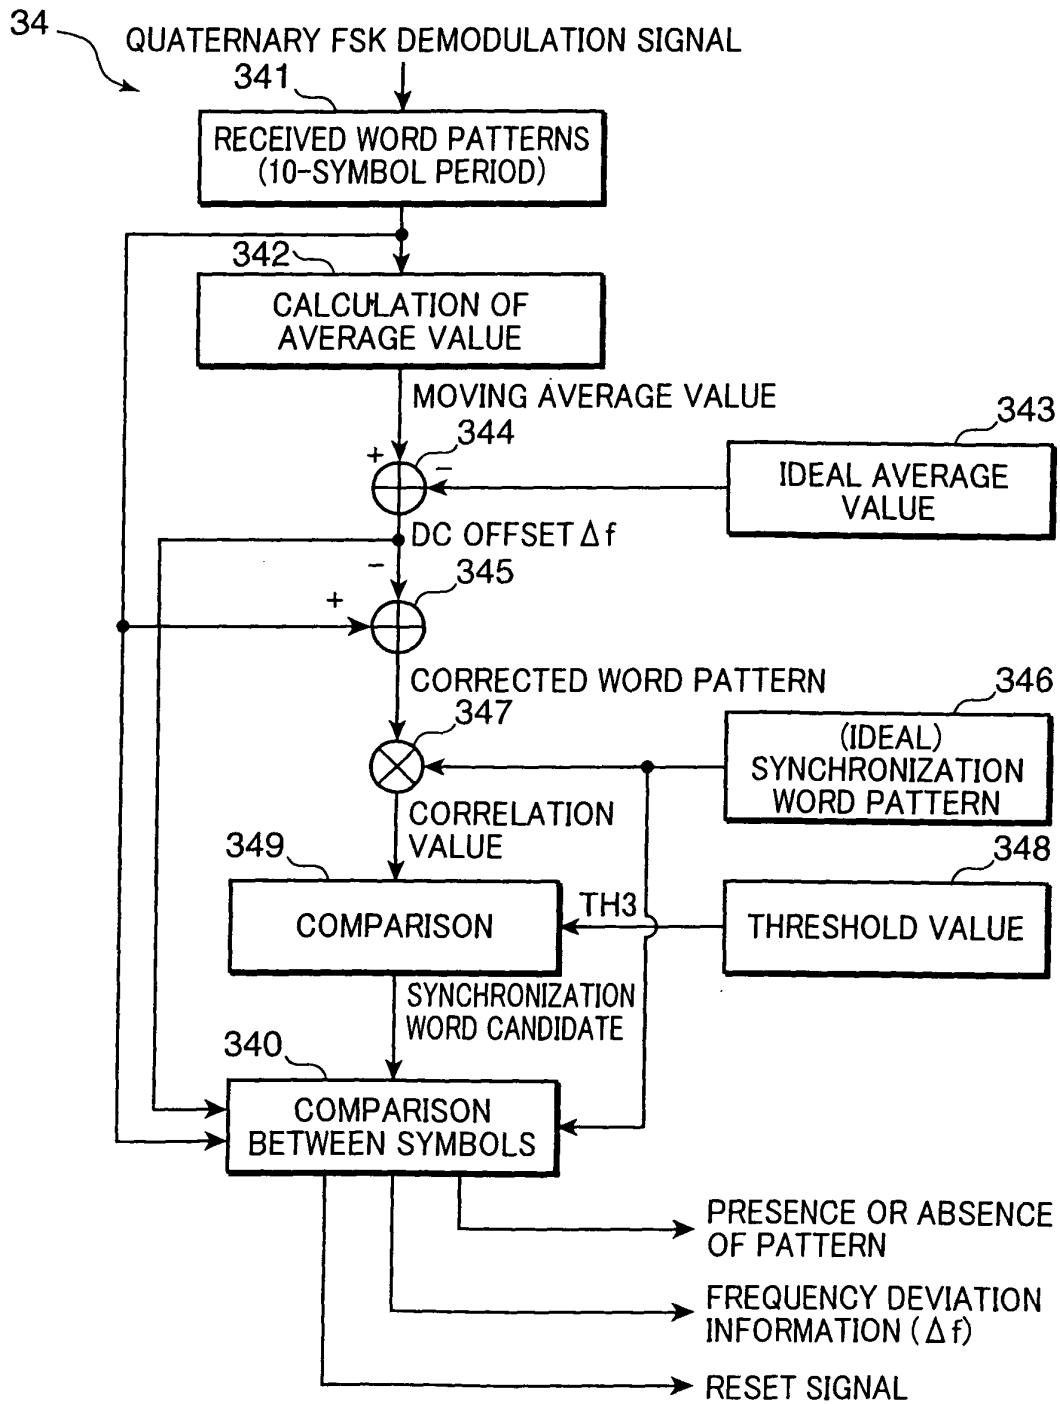 34
QUATERNARY FSK DEMODULATION SIGNAL
341
RECEIVED WORD PATTERNS
(10-SYMBOL PERIOD)
342
CALCULATION OF
AVERAGE VALUE
MOVING AVERAGE VALUE
343
344
+
-
IDEAL AVERAGE
VALUE
DC OFFSET Δf
-
345
+
CORRECTED WORD PATTERN
346
347
(IDEAL)
SYNCHRONIZATION
WORD PATTERN
CORRELATION
VALUE
348
349
TH3
COMPARISON
THRESHOLD VALUE
SYNCHRONIZATION
WORD CANDIDATE
340
COMPARISON
BETWEEN SYMBOLS
PRESENCE OR ABSENCE
OF PATTERN
FREQUENCY DEVIATION
INFORMATION (Δf)
RESET SIGNAL